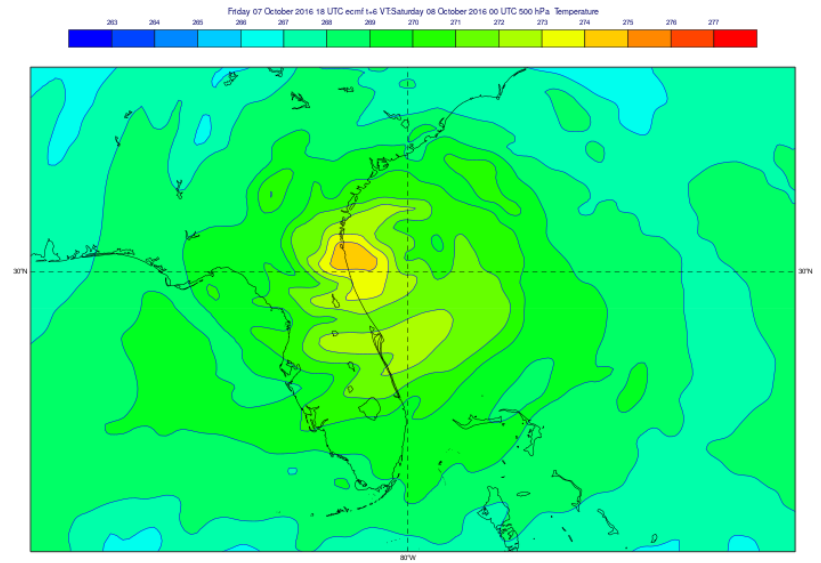 Friday 07 October 2016 18 UTC ecmf t+6 VT:Saturday 08 October 2016 00 UTC 500 hPa Temperature
263 264 265 266 267 268 269 270 271 272 273 274 275 276 277
30°N 30°N
80°W